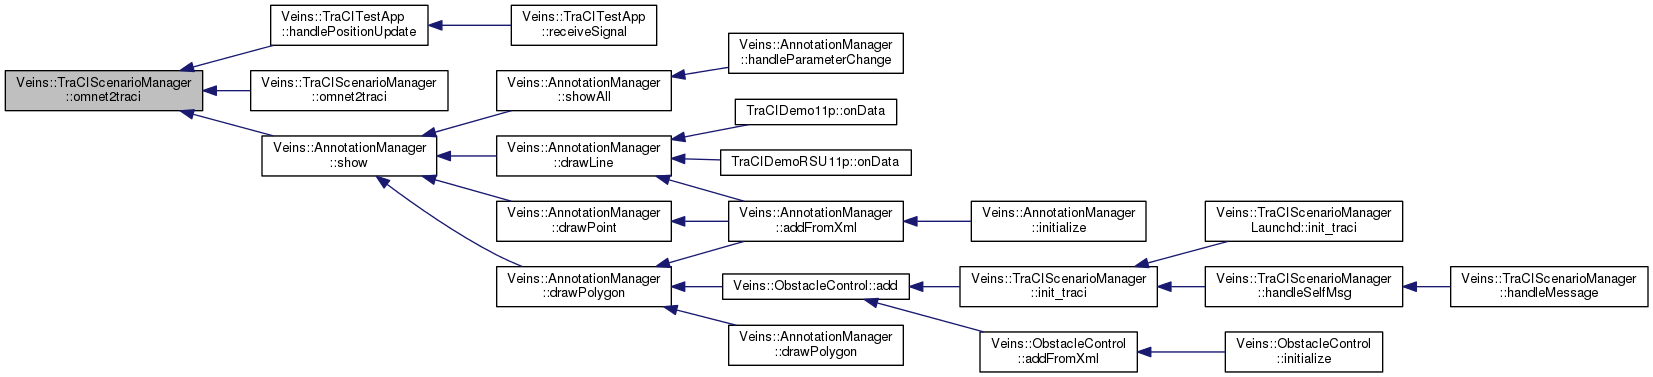 Veins::TraCITestApp
::handlePositionUpdate
Veins::TraCITestApp
::receiveSignal
Veins::TraCIScenarioManager
::omnet2traci
Veins::TraCIScenarioManager
::omnet2traci
Veins::AnnotationManager
::show
Veins::AnnotationManager
::showAll
Veins::AnnotationManager
::handleParameterChange
Veins::AnnotationManager
::drawLine
TraCIDemo11p::onData
TraCIDemoRSU11p::onData
Veins::AnnotationManager
::drawPoint
Veins::AnnotationManager
::addFromXml
Veins::AnnotationManager
::initialize
Veins::AnnotationManager
::drawPolygon
Veins::ObstacleControl::add
Veins::TraCIScenarioManager
::init_traci
Veins::TraCIScenarioManager
Launchd::init_traci
Veins::TraCIScenarioManager
::handleSelfMsg
Veins::TraCIScenarioManager
::handleMessage
Veins::AnnotationManager
::drawPolygon
Veins::ObstacleControl
::addFromXml
Veins::ObstacleControl
::initialize